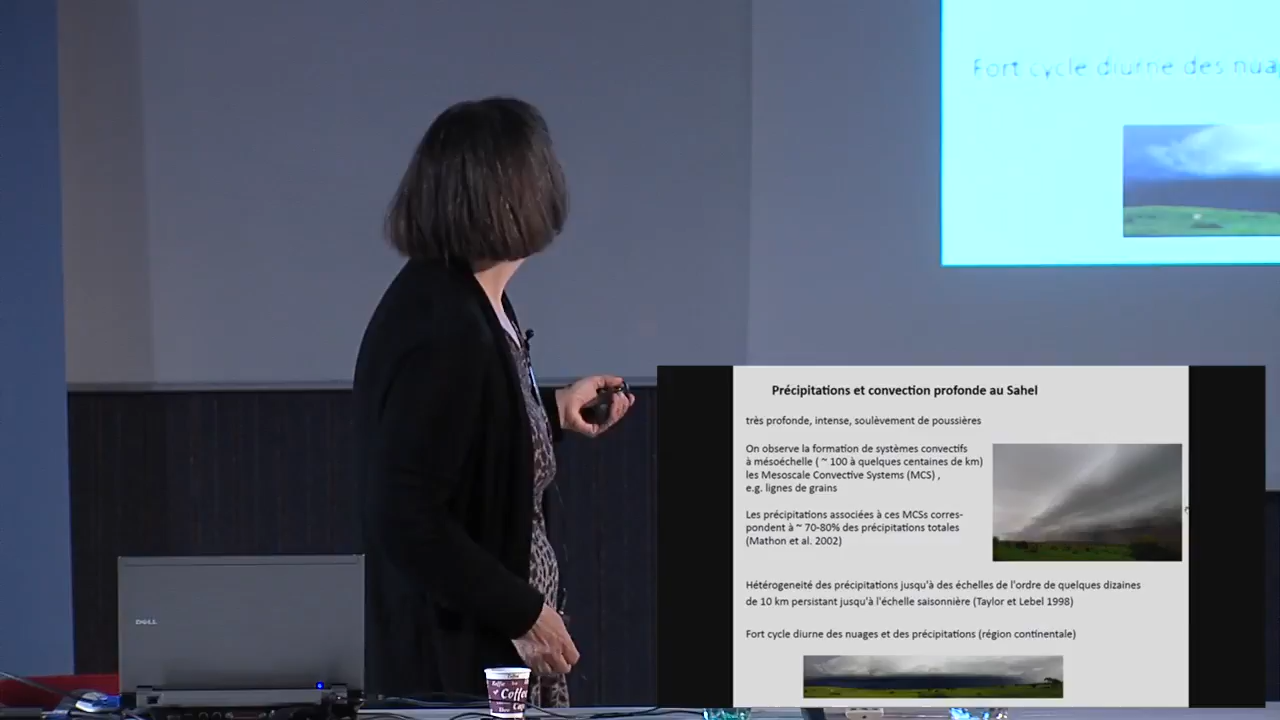 Fort cycle diurne des nua
Précipitations et convection profonde au Sahel
très profonde, intense, soulèvement de poussières
On observe la formation de systèmes convectifs
à mésoéchelle ( ~ 100 à quelques centaines de km)
les Mesoscale Convective Systems (MCS) ,
e.g. lignes de grains
Les précipitations associées à ces MCSs corres-
pondent à ~ 70-80% des précipitations totales
(Mathon et al. 2002)
Hétérogeneité des précipitations jusqu'à des échelles de l'ordre de quelques dizaines
de 10 km persistant jusqu'à l'échelle saisonnière (Taylor et Lebel 1998)
Fort cycle diurne des nuages et des précipitations (région continentale)
DELL
Coffee